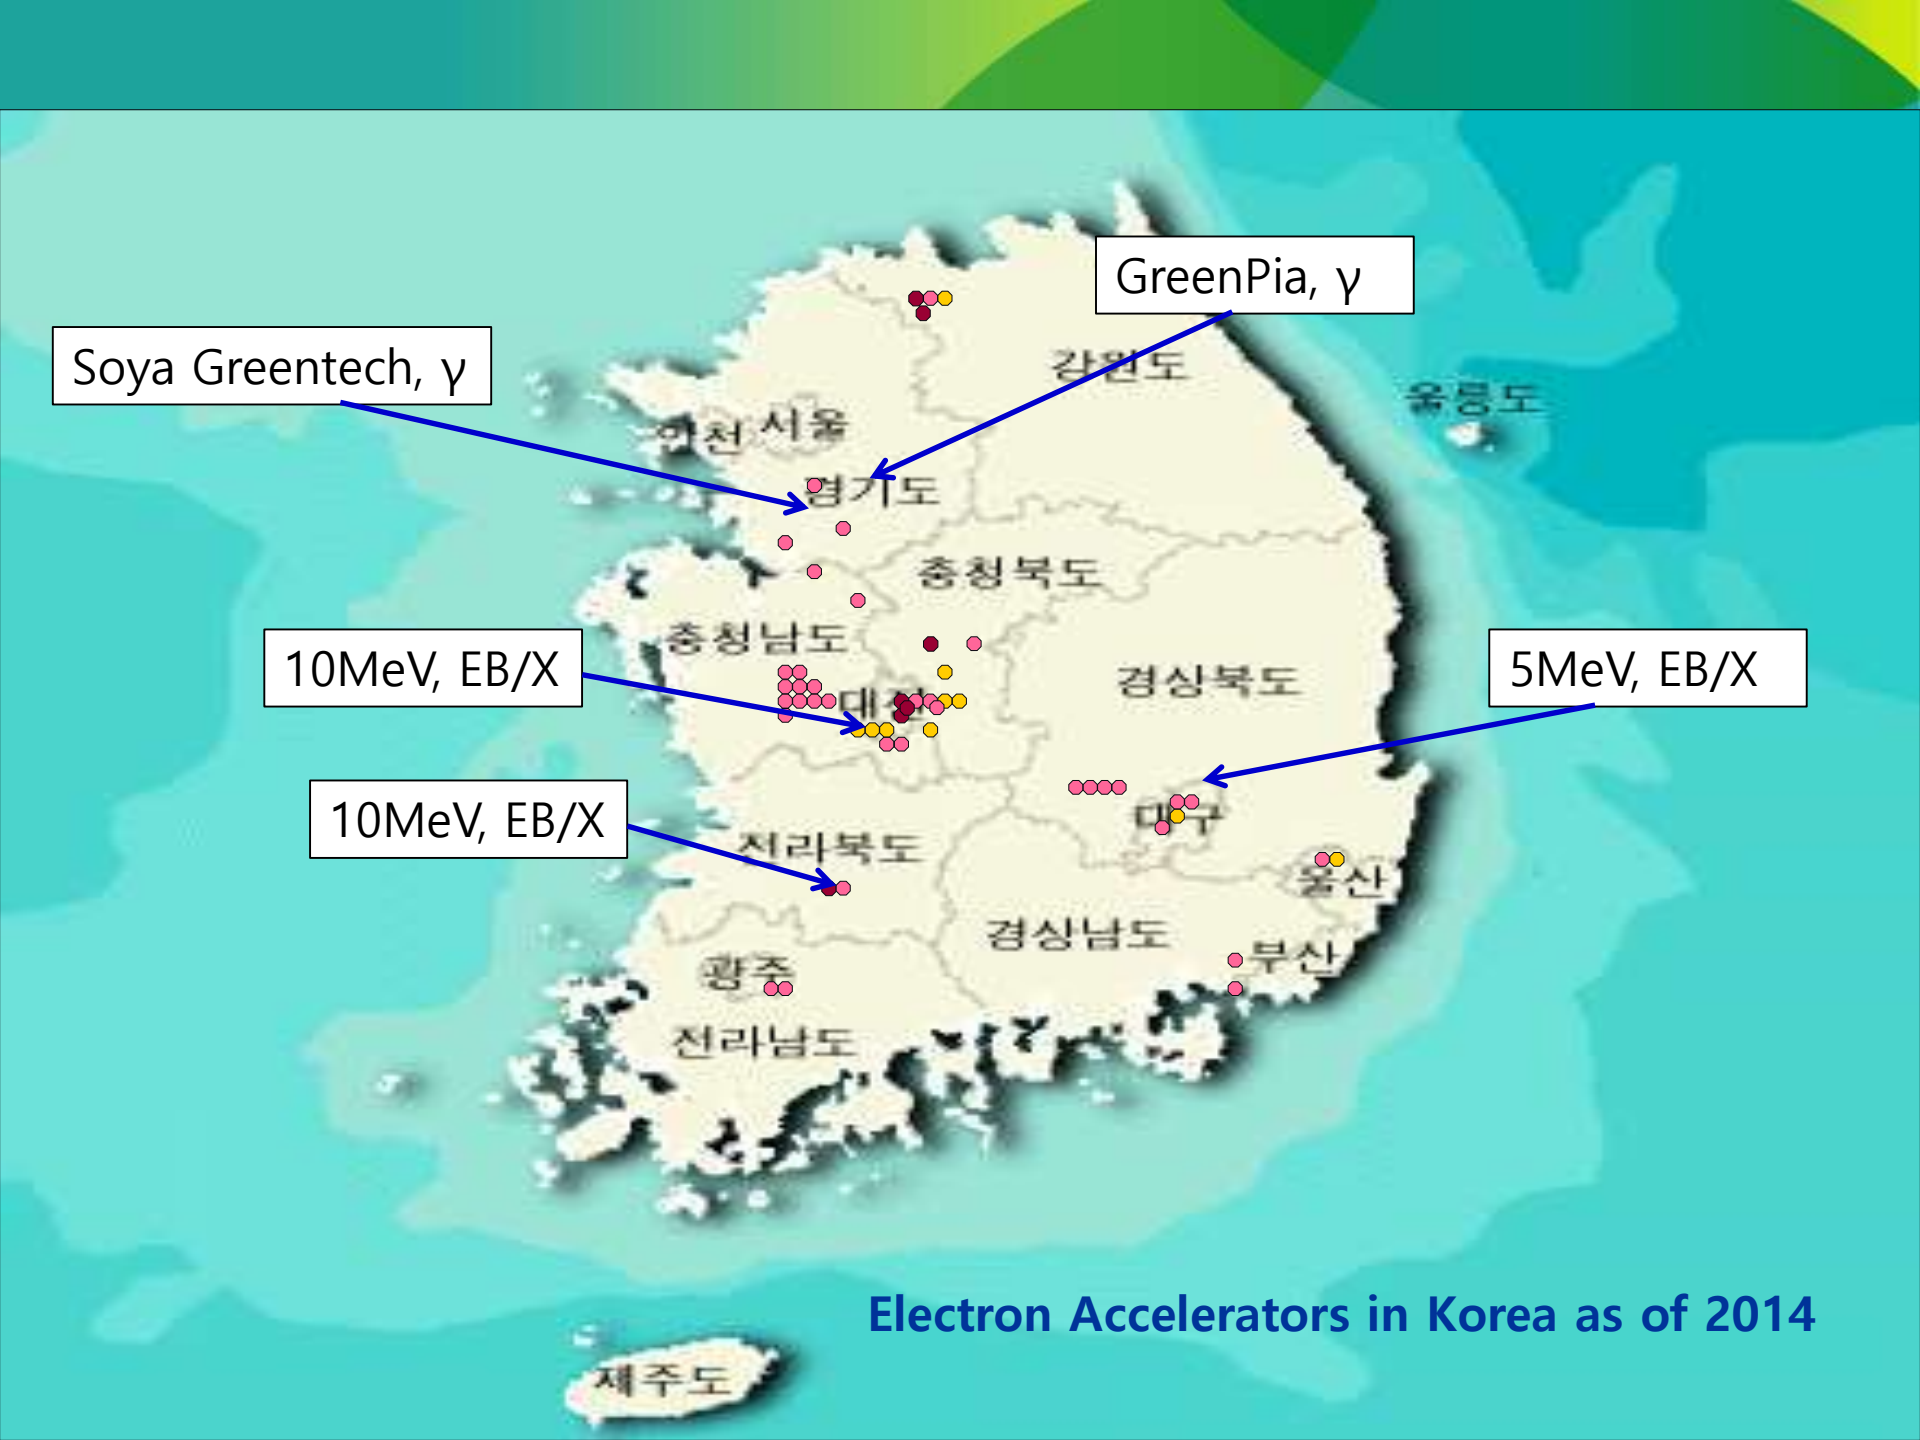 GreenPia, γ
Soya Greentech, γ
강원도
울릉도
인천
서울
경기도
충청북도
충청남도
10MeV, EB/X
5MeV, EB/X
경상북도
대전
10MeV, EB/X
전라북도
대구
울산
경상남도
부산
광주
전라남도
Electron Accelerators in Korea as of 2014
제주도